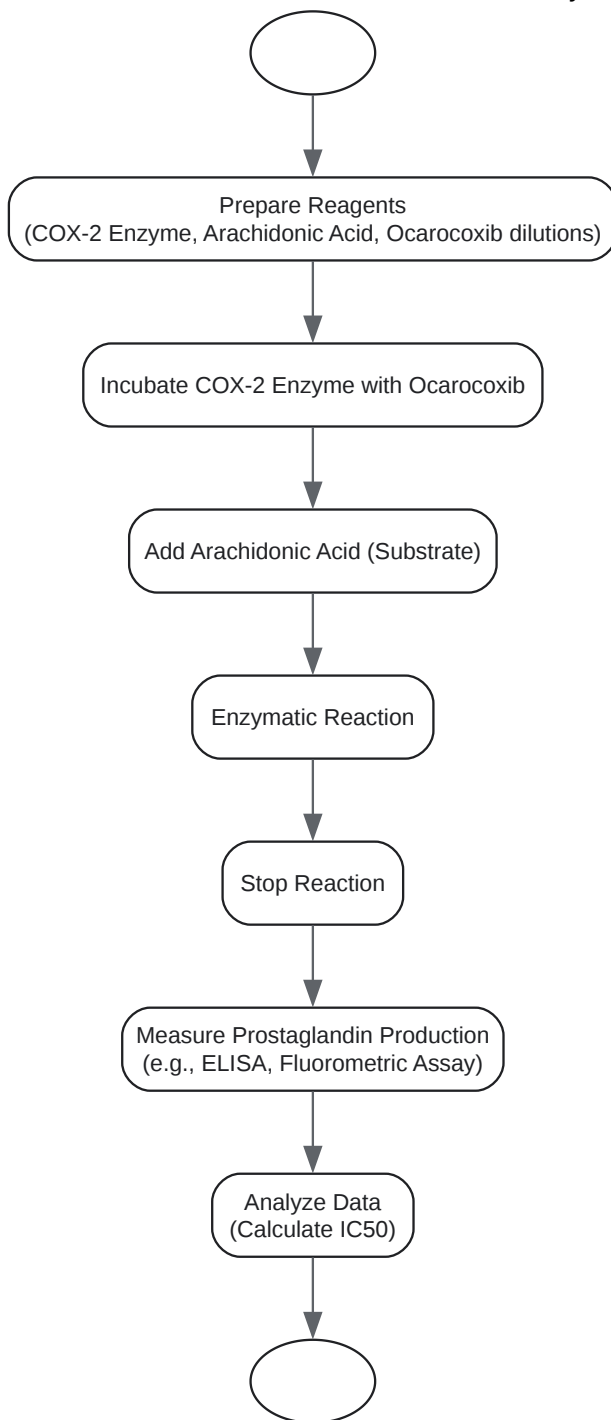 Prepare Reagents
(COX-2 Enzyme, Arachidonic Acid, Ocarocoxib dilutions)
Incubate COX-2 Enzyme with Ocarocoxib
Add Arachidonic Acid (Substrate)
Enzymatic Reaction
Stop Reaction
Measure Prostaglandin Production
(e.g., ELISA, Fluorometric Assay)
Analyze Data
(Calculate IC50)